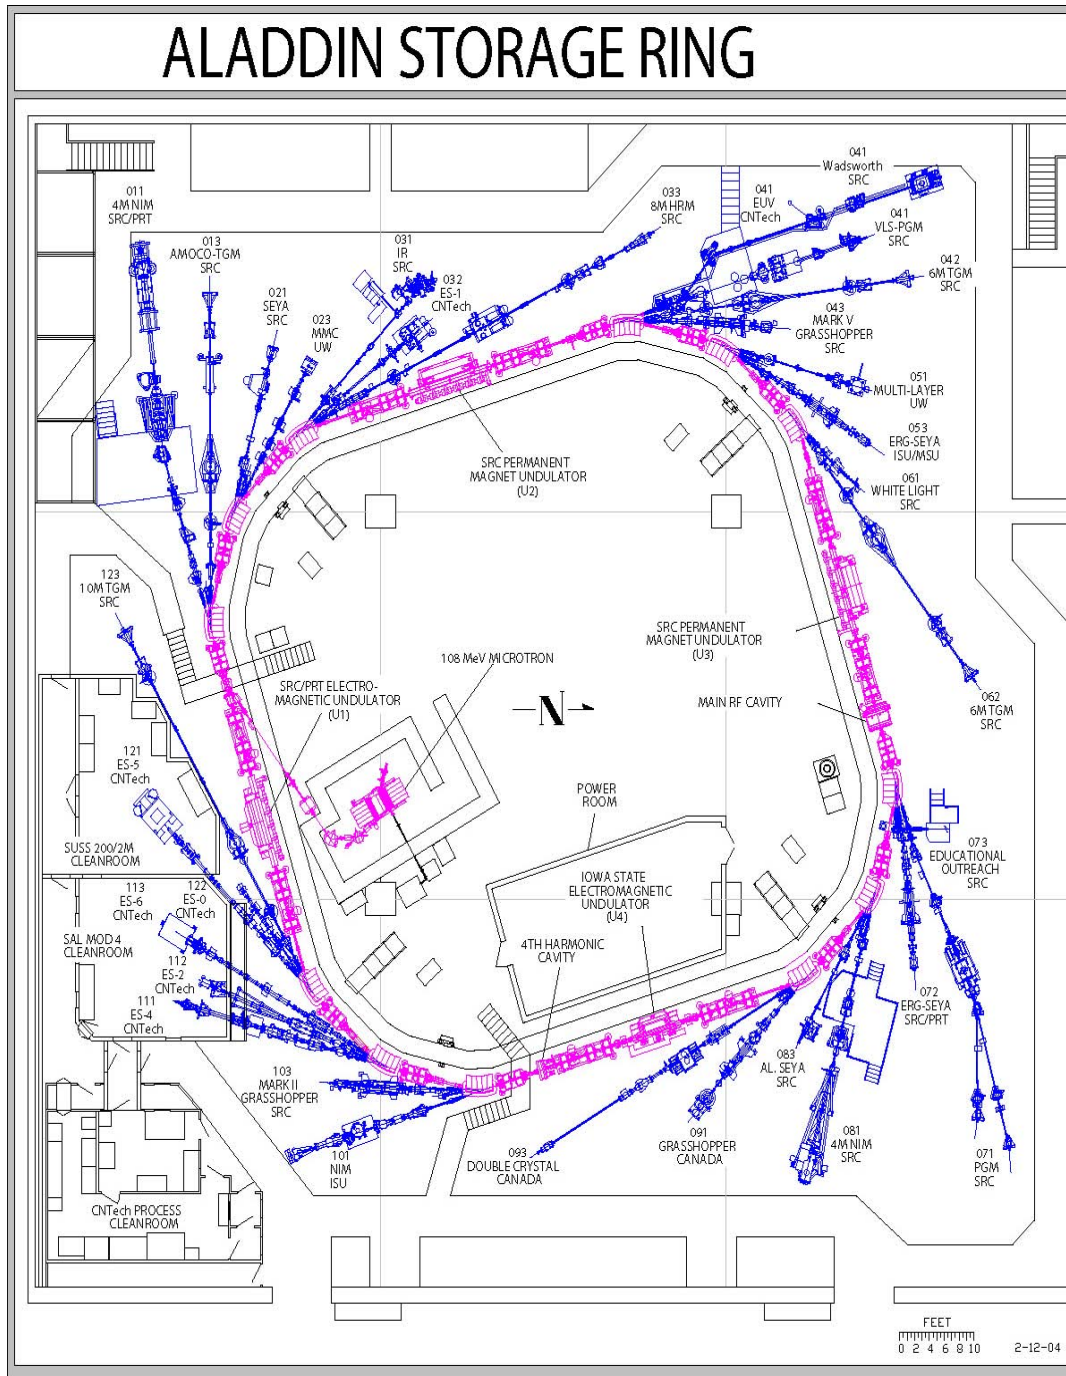 ALADDIN STORAGE RING
011
4M NIM
SRC/PRT
013
AMOCO-TGM
SRC
021
SEYA
SRC
023
MMC
UW
031
IR
SRC
032
ES-1
CNTech
033
8M HRM
SRC
041
EUV
CNTech
041
Wadsworth
SRC
041
VLS-PGM
SRC
042
6M TGM
SRC
043
MARK V
GRASSHOPPER
SRC
051
MULTI-LAYER
UW
053
ERG-SEYA
ISU/MSU
061
WHITE LIGHT
SRC
062
6M TGM
SRC
SRC PERMANENT
MAGNET UNDULATOR
(U2)
SRC PERMANENT
MAGNET UNDULATOR
(U3)
MAIN RF CAVITY
123
10M TGM
SRC
108 MeV MICROTRON
SRC/PRT ELECTRO-
MAGNETIC UNDULATOR
(U1)
N
121
ES-5
CNTech
SUSS 200/2M
CLEANROOM
POWER
ROOM
IOWA STATE
ELECTROMAGNETIC
UNDULATOR
(U4)
4TH HARMONIC
CAVITY
073
EDUCATIONAL
OUTREACH
SRC
113
ES-6
CNTech
122
ES-0
CNTech
SAL MOD 4
CLEANROOM
112
ES-2
CNTech
111
ES-4
CNTech
072
ERG-SEYA
SRC/PRT
103
MARK II
GRASSHOPPER
SRC
101
NIM
ISU
093
DOUBLE CRYSTAL
CANADA
091
GRASSHOPPER
CANADA
083
AL. SEYA
SRC
081
4M NIM
SRC
071
PGM
SRC
CNTech PROCESS
CLEANROOM
FEET
0 2 4 6 8 10
2-12-04